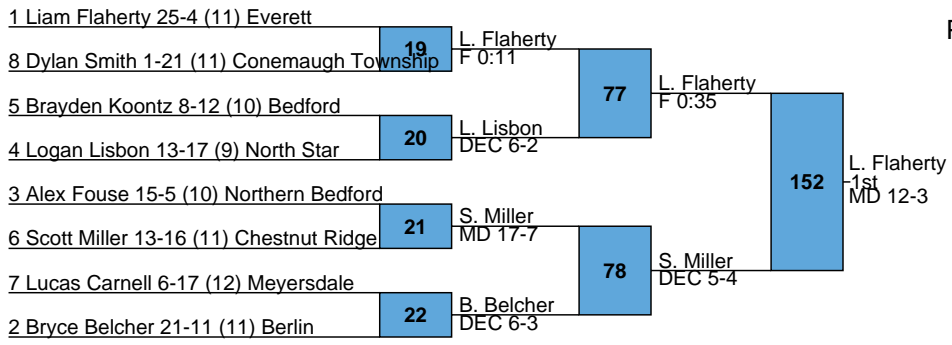 1 Liam Flaherty 25-4 (11) Everett
19
8 Dylan Smith 1-21 (11) Conemaugh Township
L. Flaherty
F 0:11
77
5 Brayden Koontz 8-12 (10) Bedford
20
4 Logan Lisbon 13-17 (9) North Star
L. Lisbon
DEC 6-2
L. Flaherty
F 0:35
3 Alex Fouse 15-5 (10) Northern Bedford
21
6 Scott Miller 13-16 (11) Chestnut Ridge
S. Miller
MD 17-7
78
7 Lucas Carnell 6-17 (12) Meyersdale
22
2 Bryce Belcher 21-11 (11) Berlin
B. Belcher
DEC 6-3
S. Miller
DEC 5-4
152
L. Flaherty
1st
MD 12-3